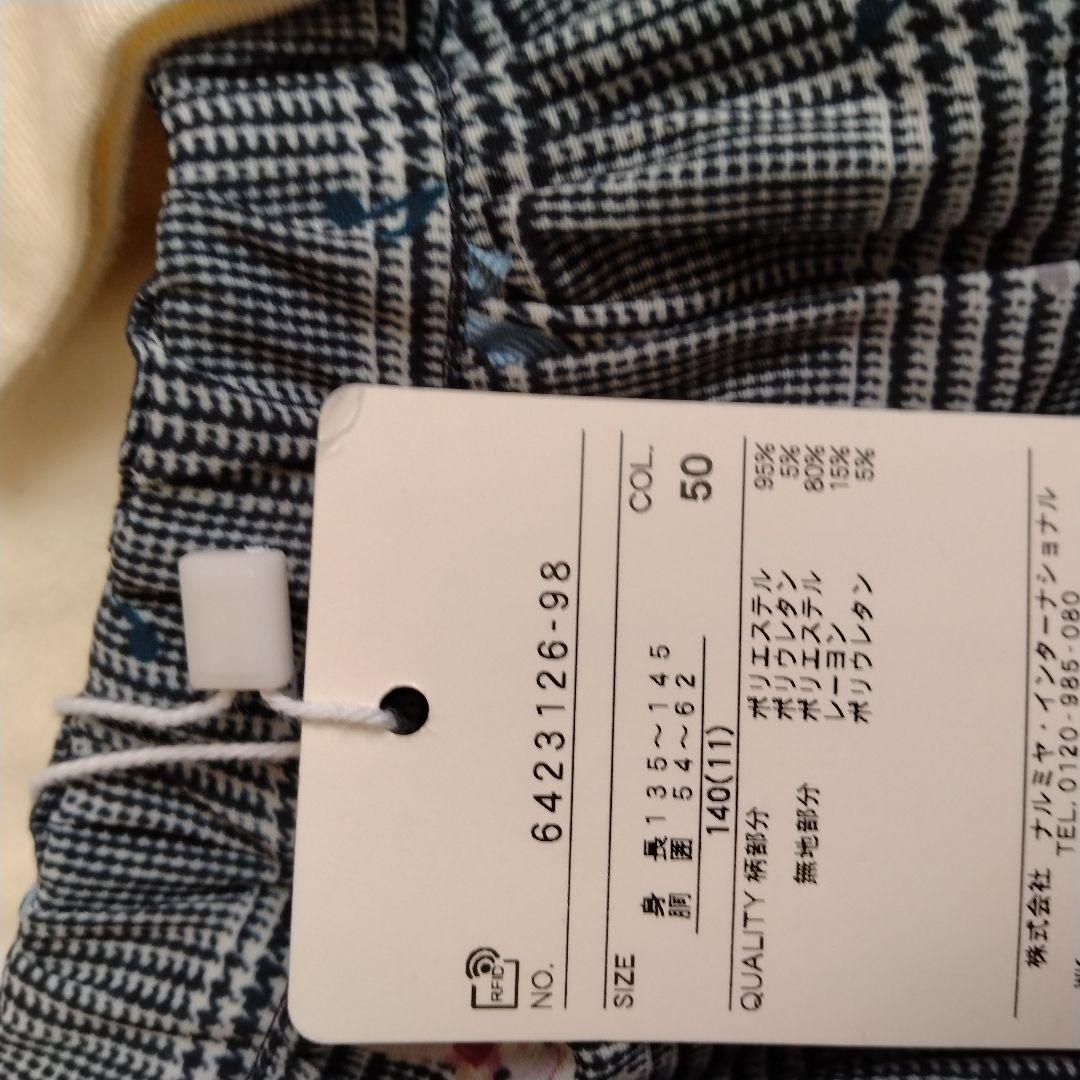 RFID
NO. 6423126-98
SIZE COL.
身長 135〜145 50
胴囲 54〜62
140(11)
QUALITY 柄部分 ポリエステル 95%
ポリウレタン 5%
無地部分 ポリエステル 80%
レーヨン 15%
ポリウレタン 5%
株式会社 ナルミヤ・インターナショナル
TEL.0120-985-080